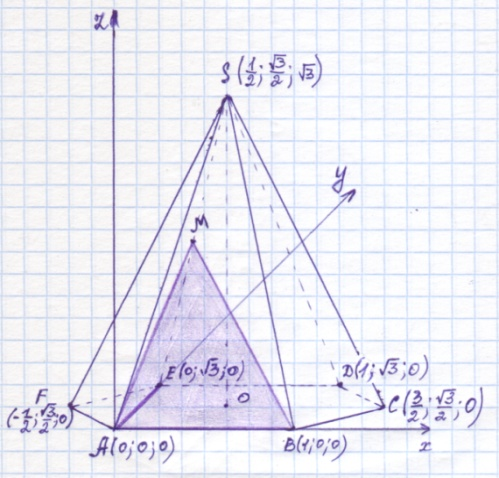 z
S(1/2; √3/2; √3)
y
M
E(0; √3; 0)
D(1; √3; 0)
F
(-1/2; √3/2; 0)
O
C(3/2; √3/2; 0)
A(0; 0; 0)
B(1; 0; 0)
x